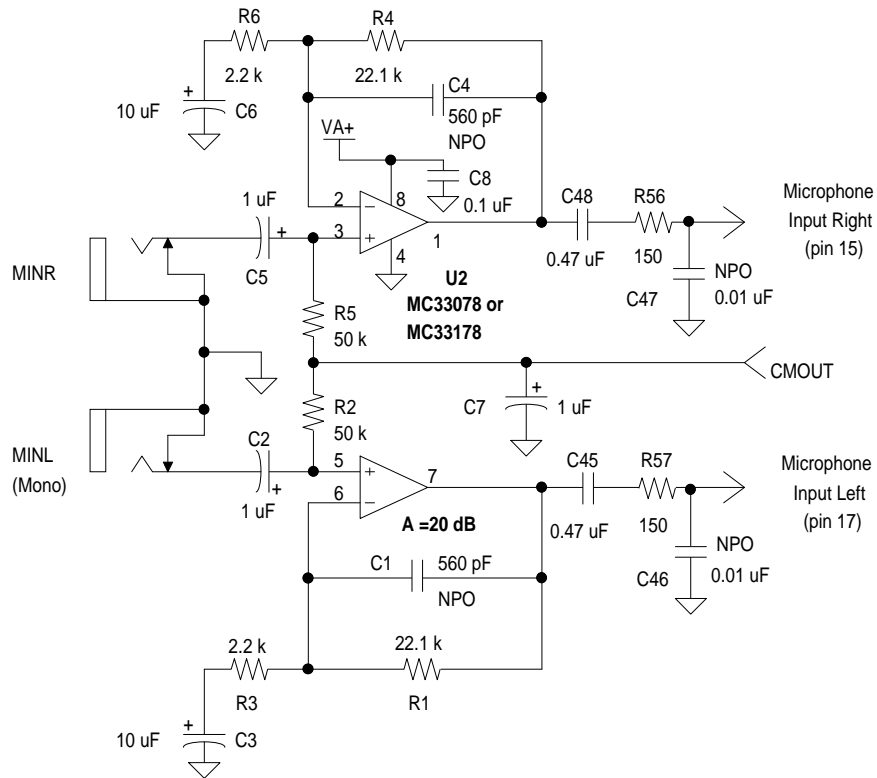 R6
R4
2.2 k
22.1 k
10 uF
+
C6
C4
560 pF
NPO
VA+
C8
0.1 uF
1 uF
+
C5
2
−
8
3
+
4
1
U2
MC33078 or
MC33178
C48
0.47 uF
R56
150
C47
NPO
0.01 uF
Microphone
Input Right
(pin 15)
MINR
R5
50 k
R2
50 k
C7
+
1 uF
CMOUT
MINL
(Mono)
C2
+
1 uF
5
+
6
−
7
A =20 dB
C45
0.47 uF
R57
150
C46
NPO
0.01 uF
Microphone
Input Left
(pin 17)
C1
560 pF
NPO
2.2 k
R3
22.1 k
R1
+
10 uF
C3